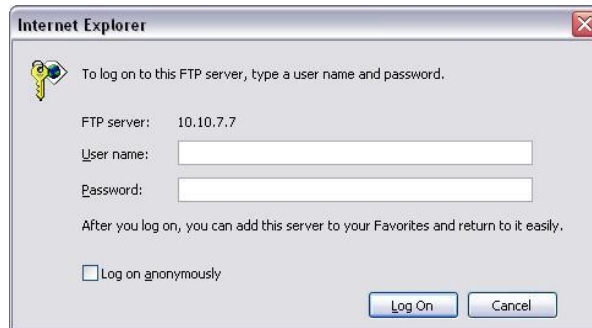 Internet Explorer
To log on to this FTP server, type a user name and password.
FTP server: 10.10.7.7
User name:
Password:
After you log on, you can add this server to your Favorites and return to it easily.
Log on anonymously
Log On Cancel